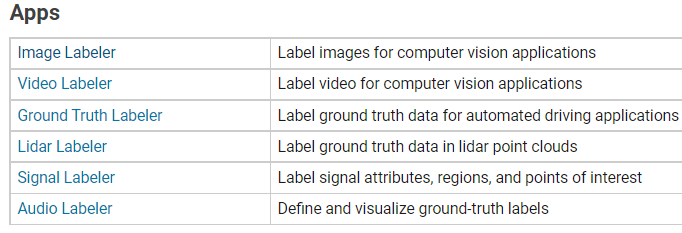 Apps
Image Labeler Label images for computer vision applications
Video Labeler Label video for computer vision applications
Ground Truth Labeler Label ground truth data for automated driving applications
Lidar Labeler Label ground truth data in lidar point clouds
Signal Labeler Label signal attributes, regions, and points of interest
Audio Labeler Define and visualize ground-truth labels